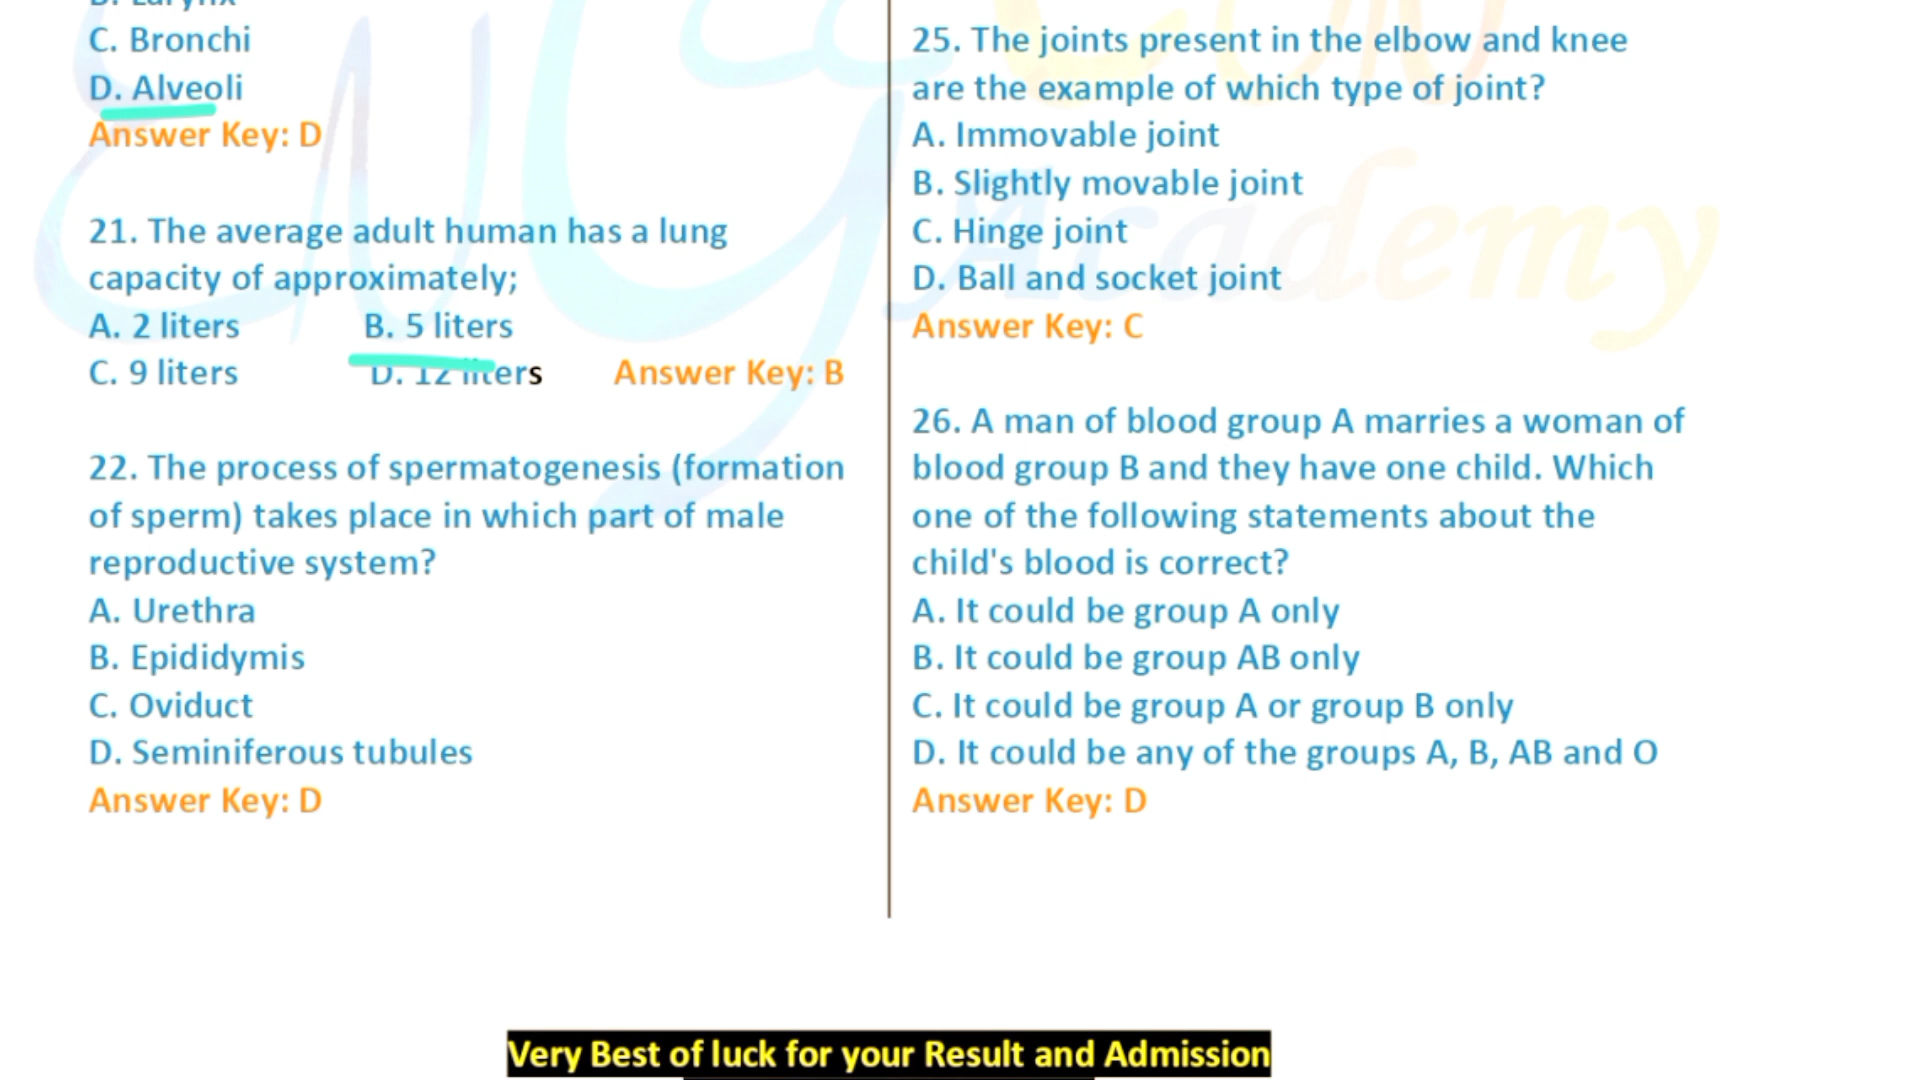 C. Bronchi
D. Alveoli
Answer Key: D
21. The average adult human has a lung
capacity of approximately;
A. 2 liters B. 5 liters
C. 9 liters D. 12 liters Answer Key: B
22. The process of spermatogenesis (formation
of sperm) takes place in which part of male
reproductive system?
A. Urethra
B. Epididymis
C. Oviduct
D. Seminiferous tubules
Answer Key: D
25. The joints present in the elbow and knee
are the example of which type of joint?
A. Immovable joint
B. Slightly movable joint
C. Hinge joint
D. Ball and socket joint
Answer Key: C
26. A man of blood group A marries a woman of
blood group B and they have one child. Which
one of the following statements about the
child's blood is correct?
A. It could be group A only
B. It could be group AB only
C. It could be group A or group B only
D. It could be any of the groups A, B, AB and O
Answer Key: D
Academy
Very Best of luck for your Result and Admission